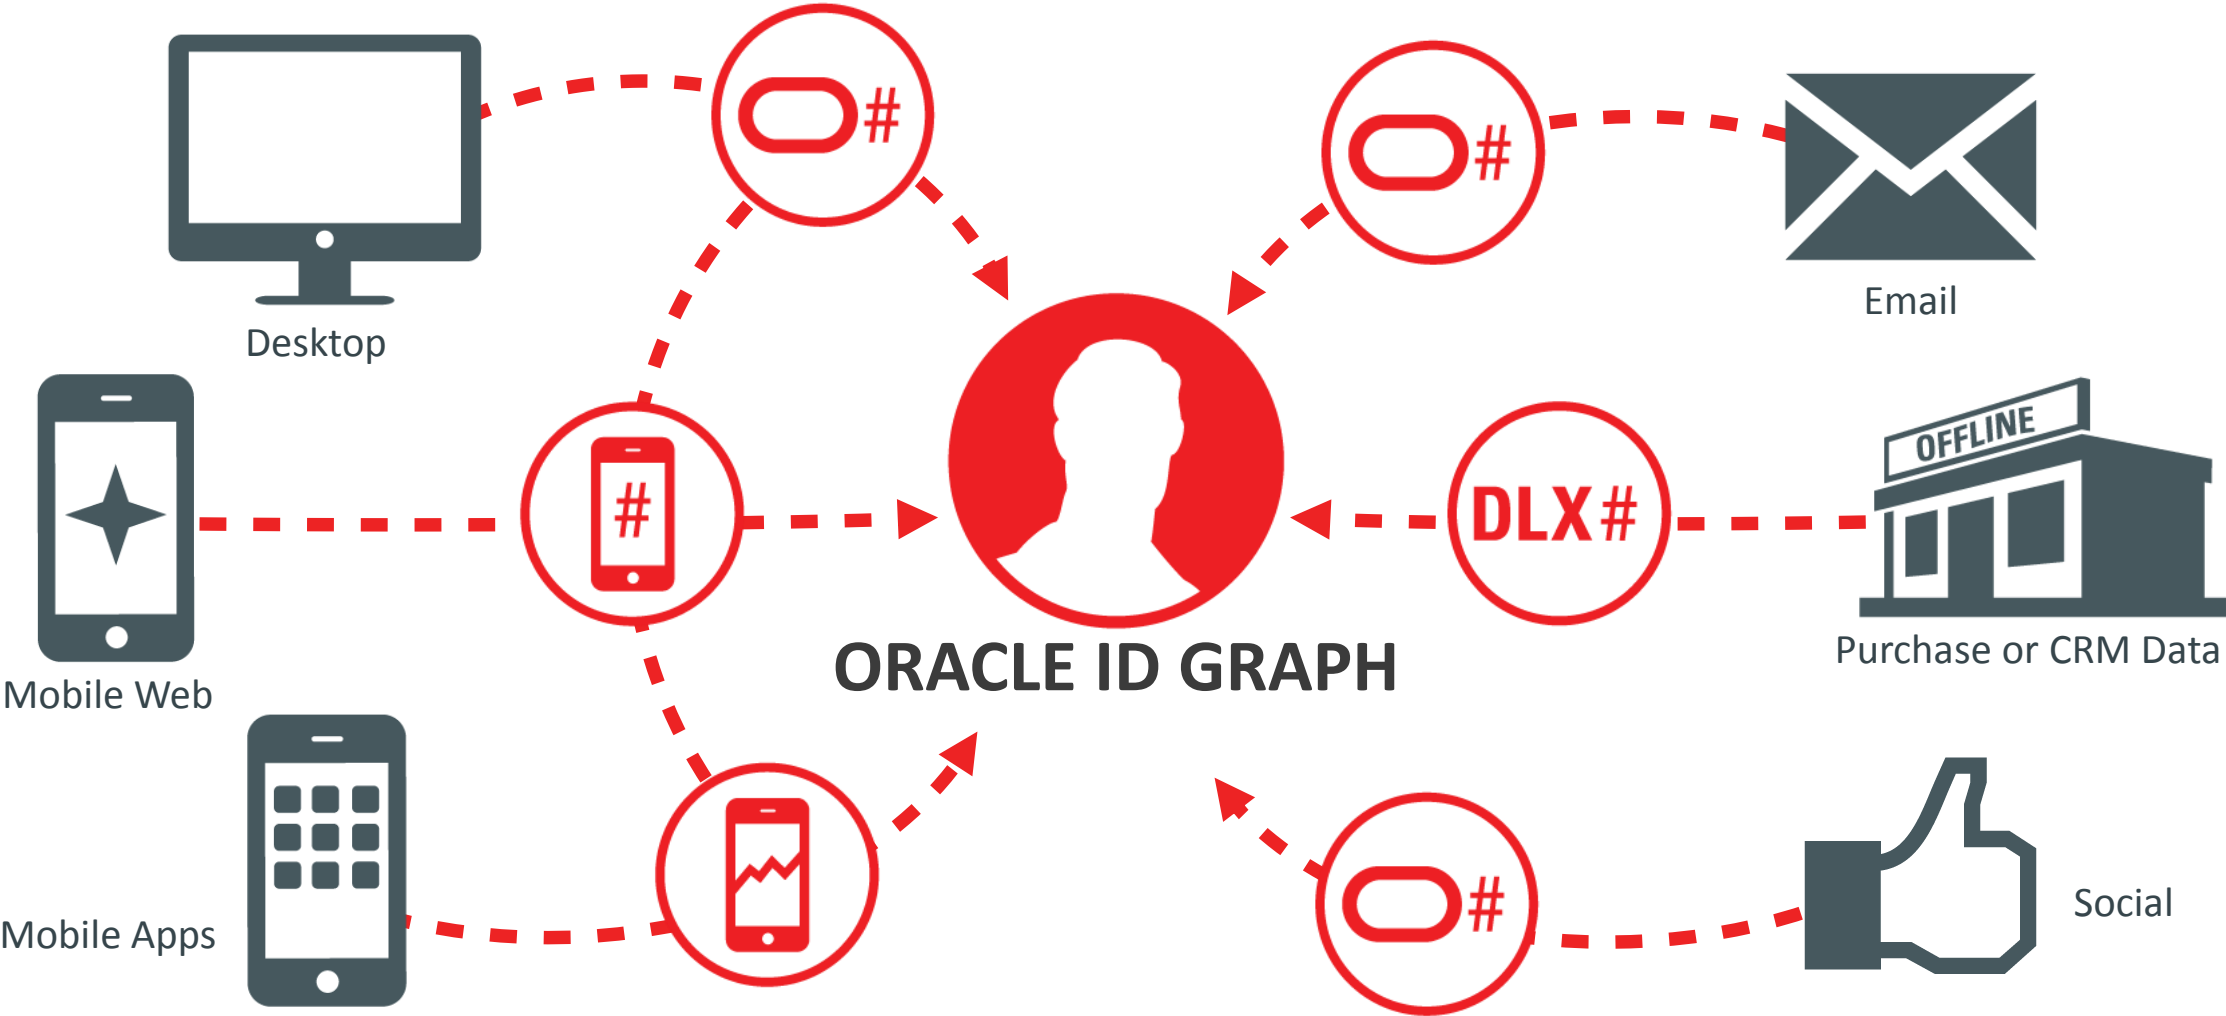 #
#
Desktop
Email
OFFLINE
#
DLX#
ORACLE ID GRAPH
Purchase or CRM Data
Mobile Web
Mobile Apps
#
Social